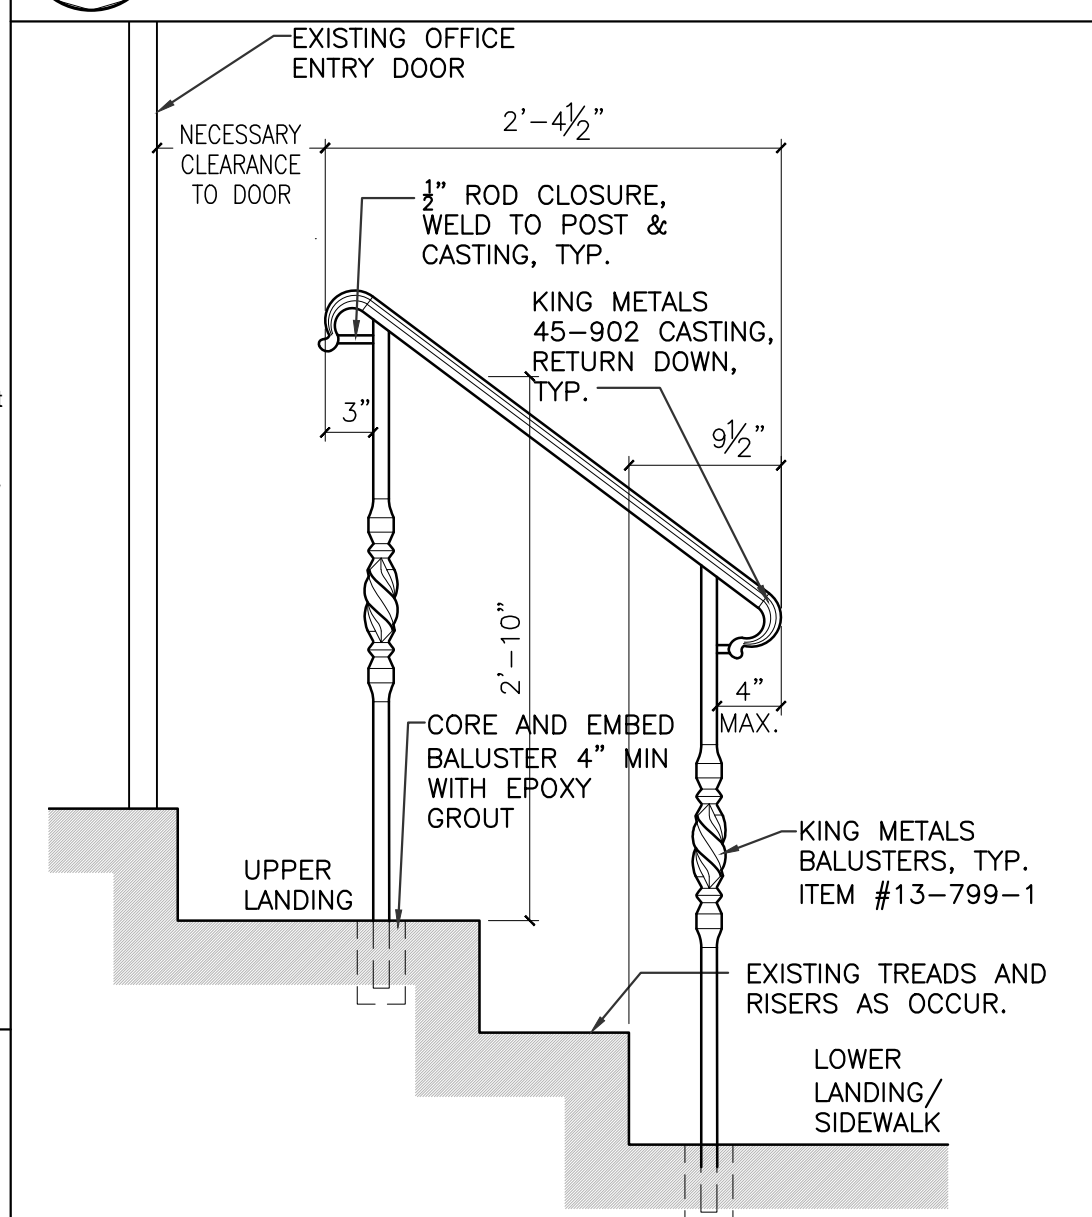 EXISTING OFFICE
ENTRY DOOR
2'-4½"
NECESSARY
CLEARANCE
TO DOOR
½" ROD CLOSURE,
WELD TO POST &
CASTING, TYP.
KING METALS
45-902 CASTING,
RETURN DOWN,
TYP.
3"
9½"
2'-10"
4"
MAX.
CORE AND EMBED
BALUSTER 4" MIN
WITH EPOXY
GROUT
KING METALS
BALUSTERS, TYP.
ITEM #13-799-1
UPPER
LANDING
EXISTING TREADS AND
RISERS AS OCCUR.
LOWER
LANDING/
SIDEWALK